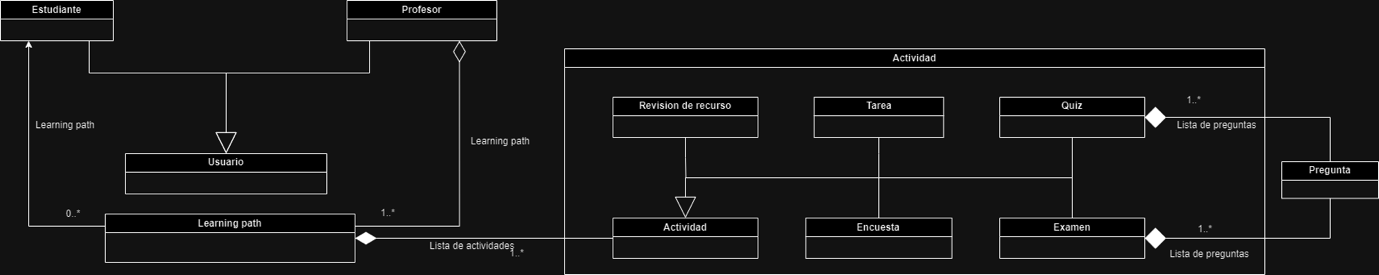 Estudiante
Profesor
Actividad
Revision de recurso
Tarea
Quiz
1..*
Lista de preguntas
Learning path
Learning path
Usuario
Pregunta
0..*
1..*
Learning path
Actividad
Encuesta
Examen
1..*
Lista de actividades
1..*
Lista de preguntas